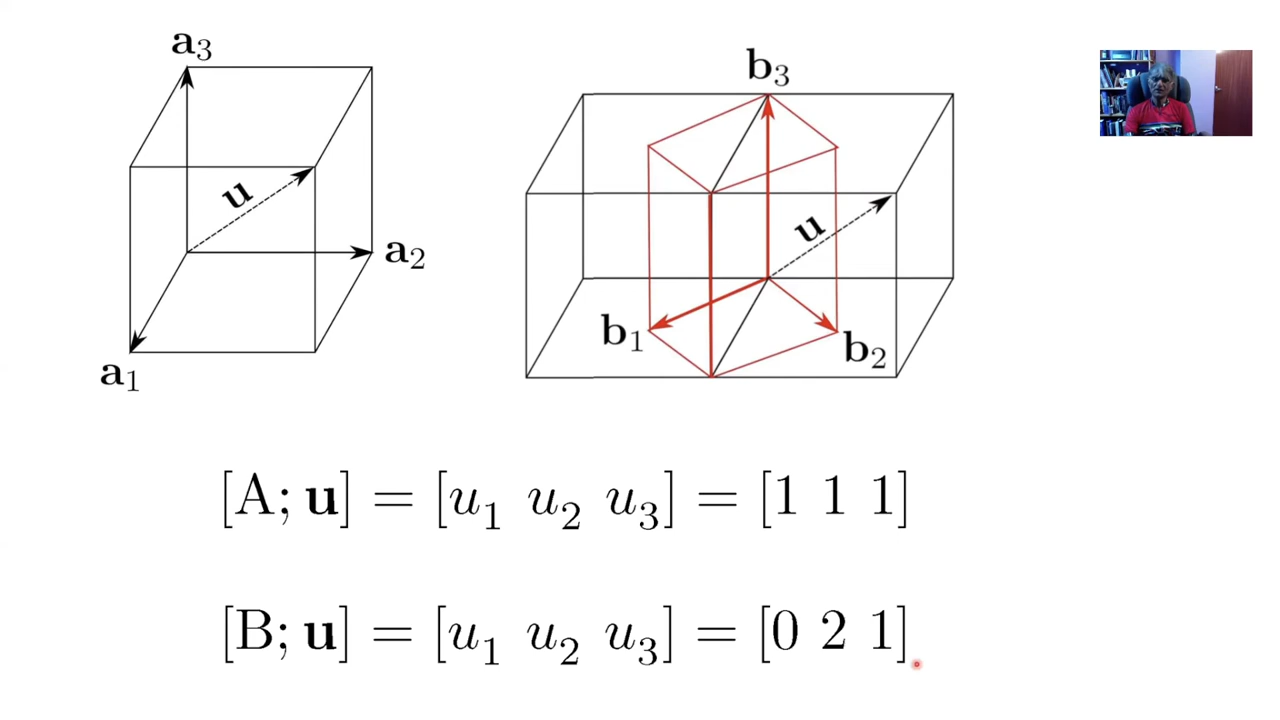 a₃
u
a₂
a₁
b₃
u
b₁
b₂
[A; u] = [u₁ u₂ u₃] = [1 1 1]
[B; u] = [u₁ u₂ u₃] = [0 2 1]